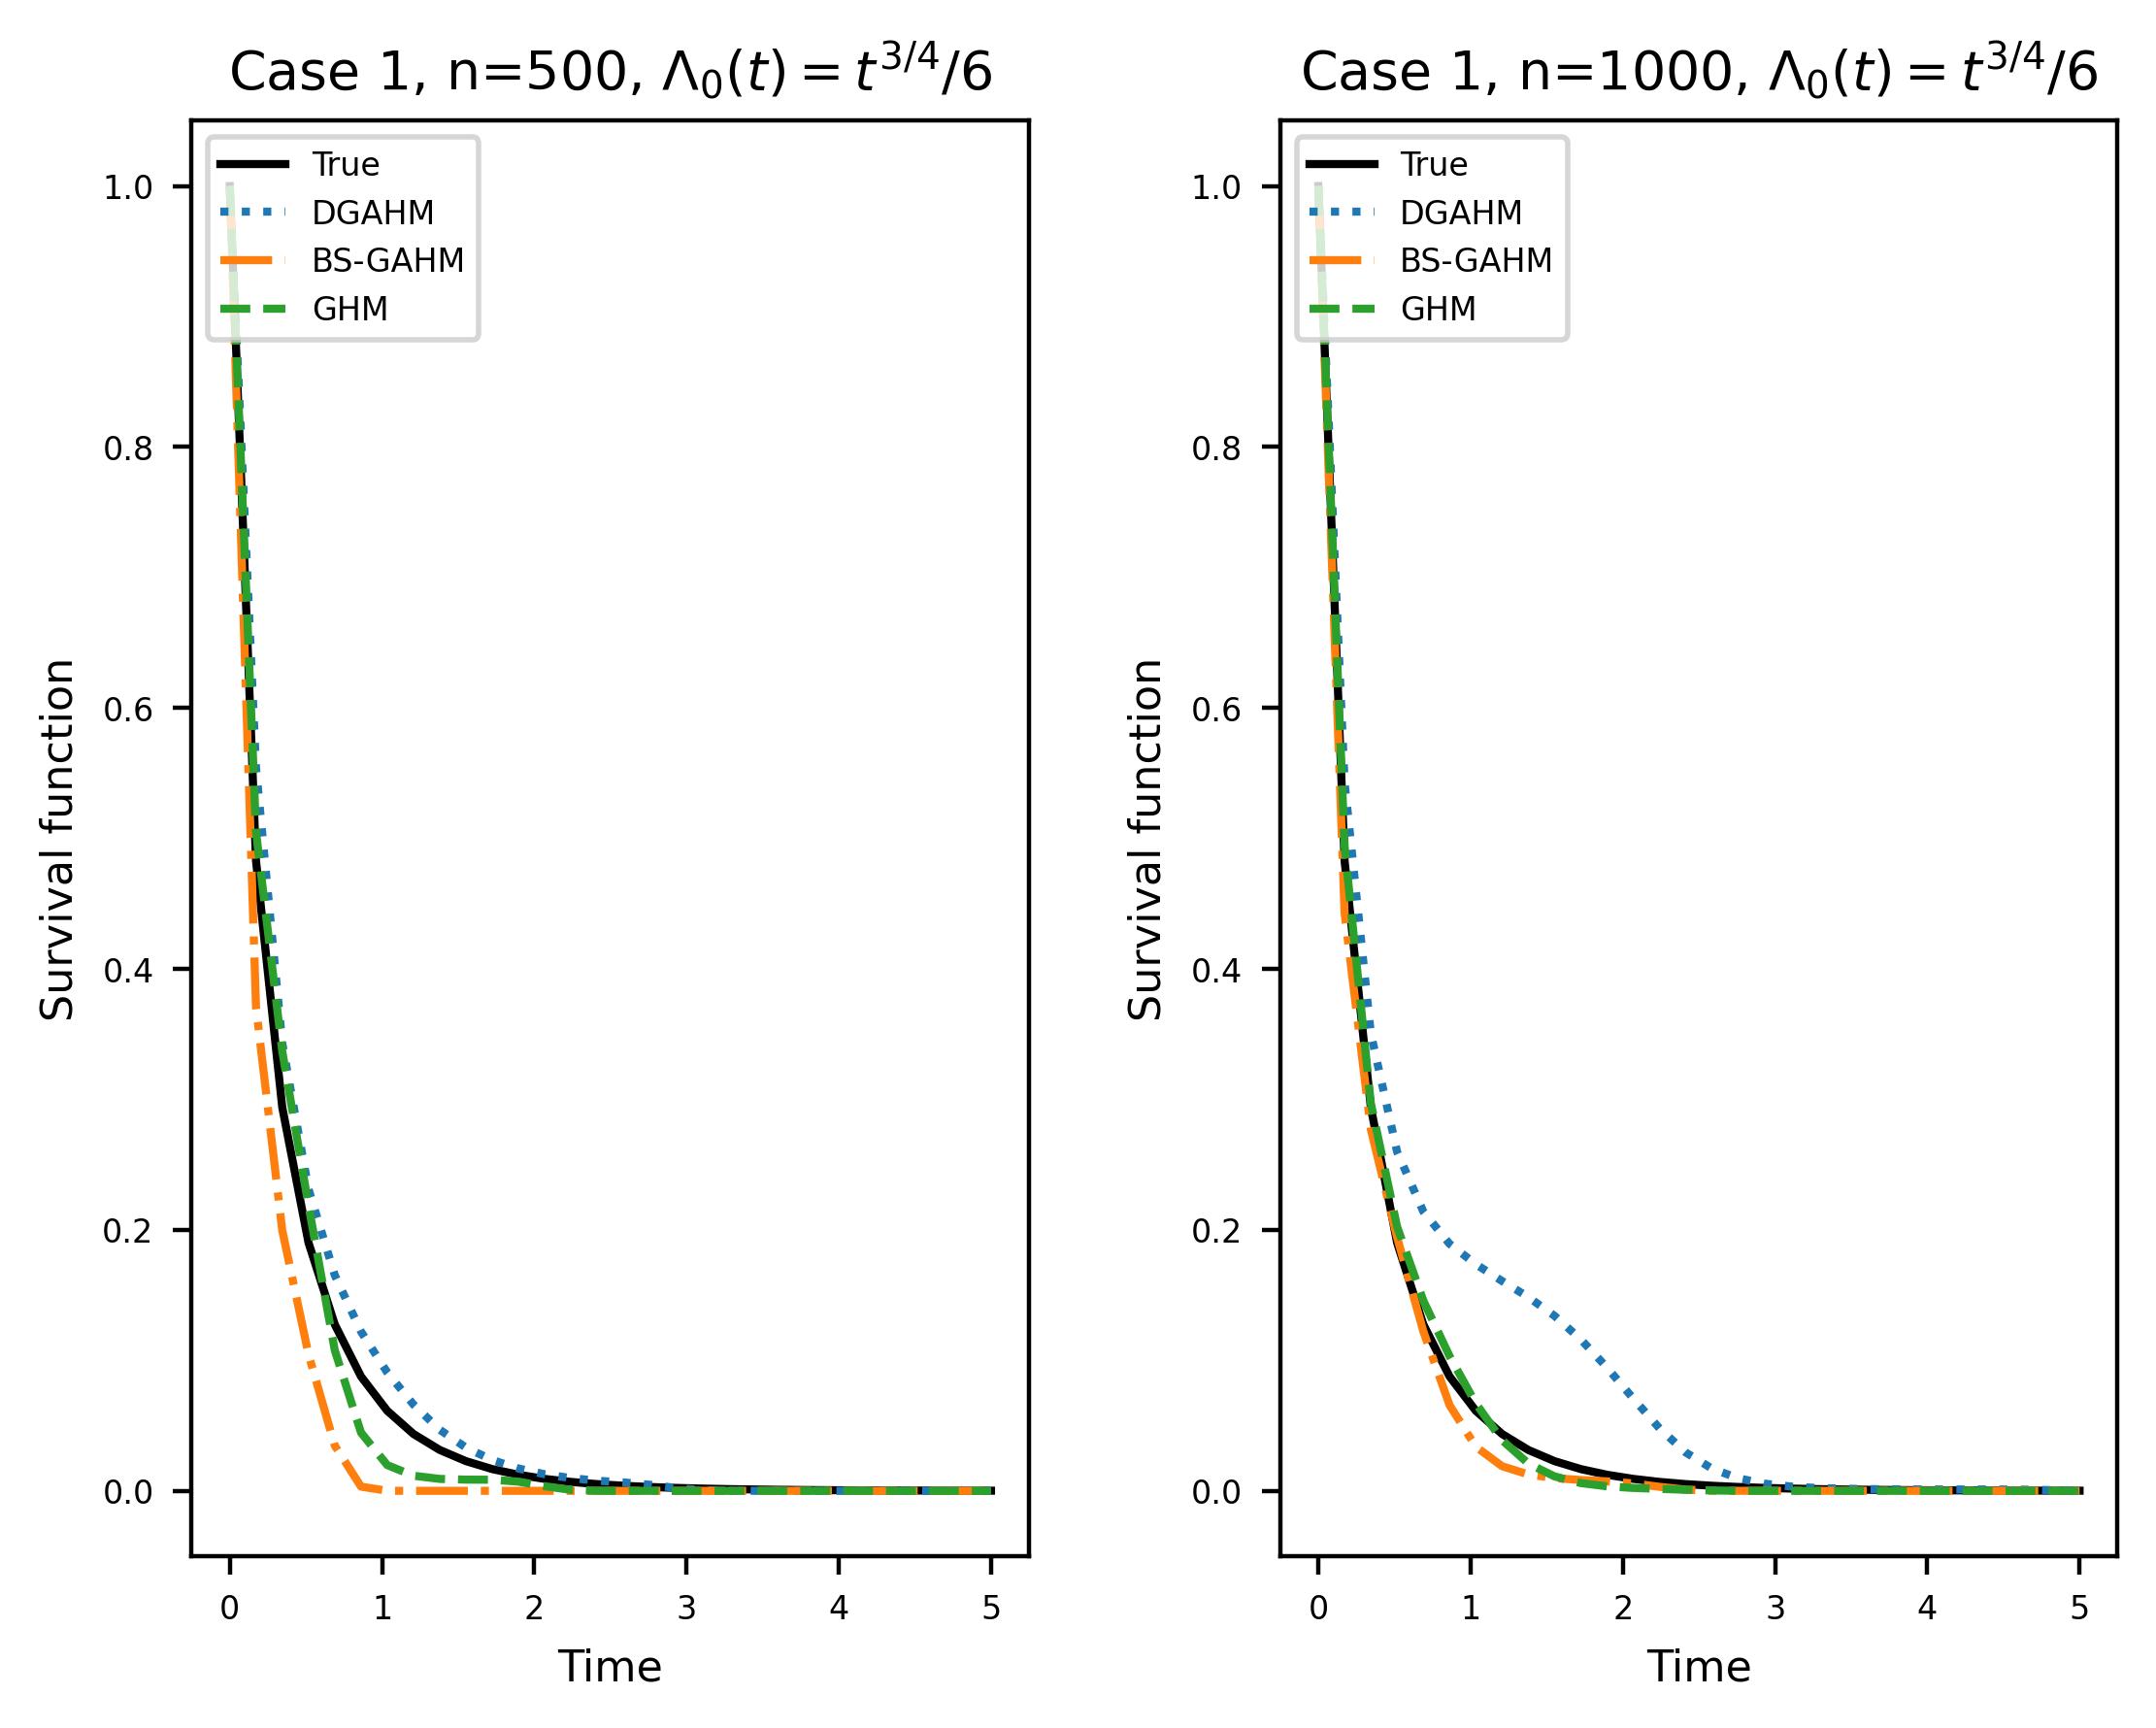 Case 1, n=500, Λ₀(t) = t^{3/4}/6
True
DGAHM
BS-GAHM
GHM
1.0
0.8
0.6
0.4
0.2
0.0
Survival function
0 1 2 3 4 5
Time
Case 1, n=1000, Λ₀(t) = t^{3/4}/6
True
DGAHM
BS-GAHM
GHM
1.0
0.8
0.6
0.4
0.2
0.0
Survival function
0 1 2 3 4 5
Time